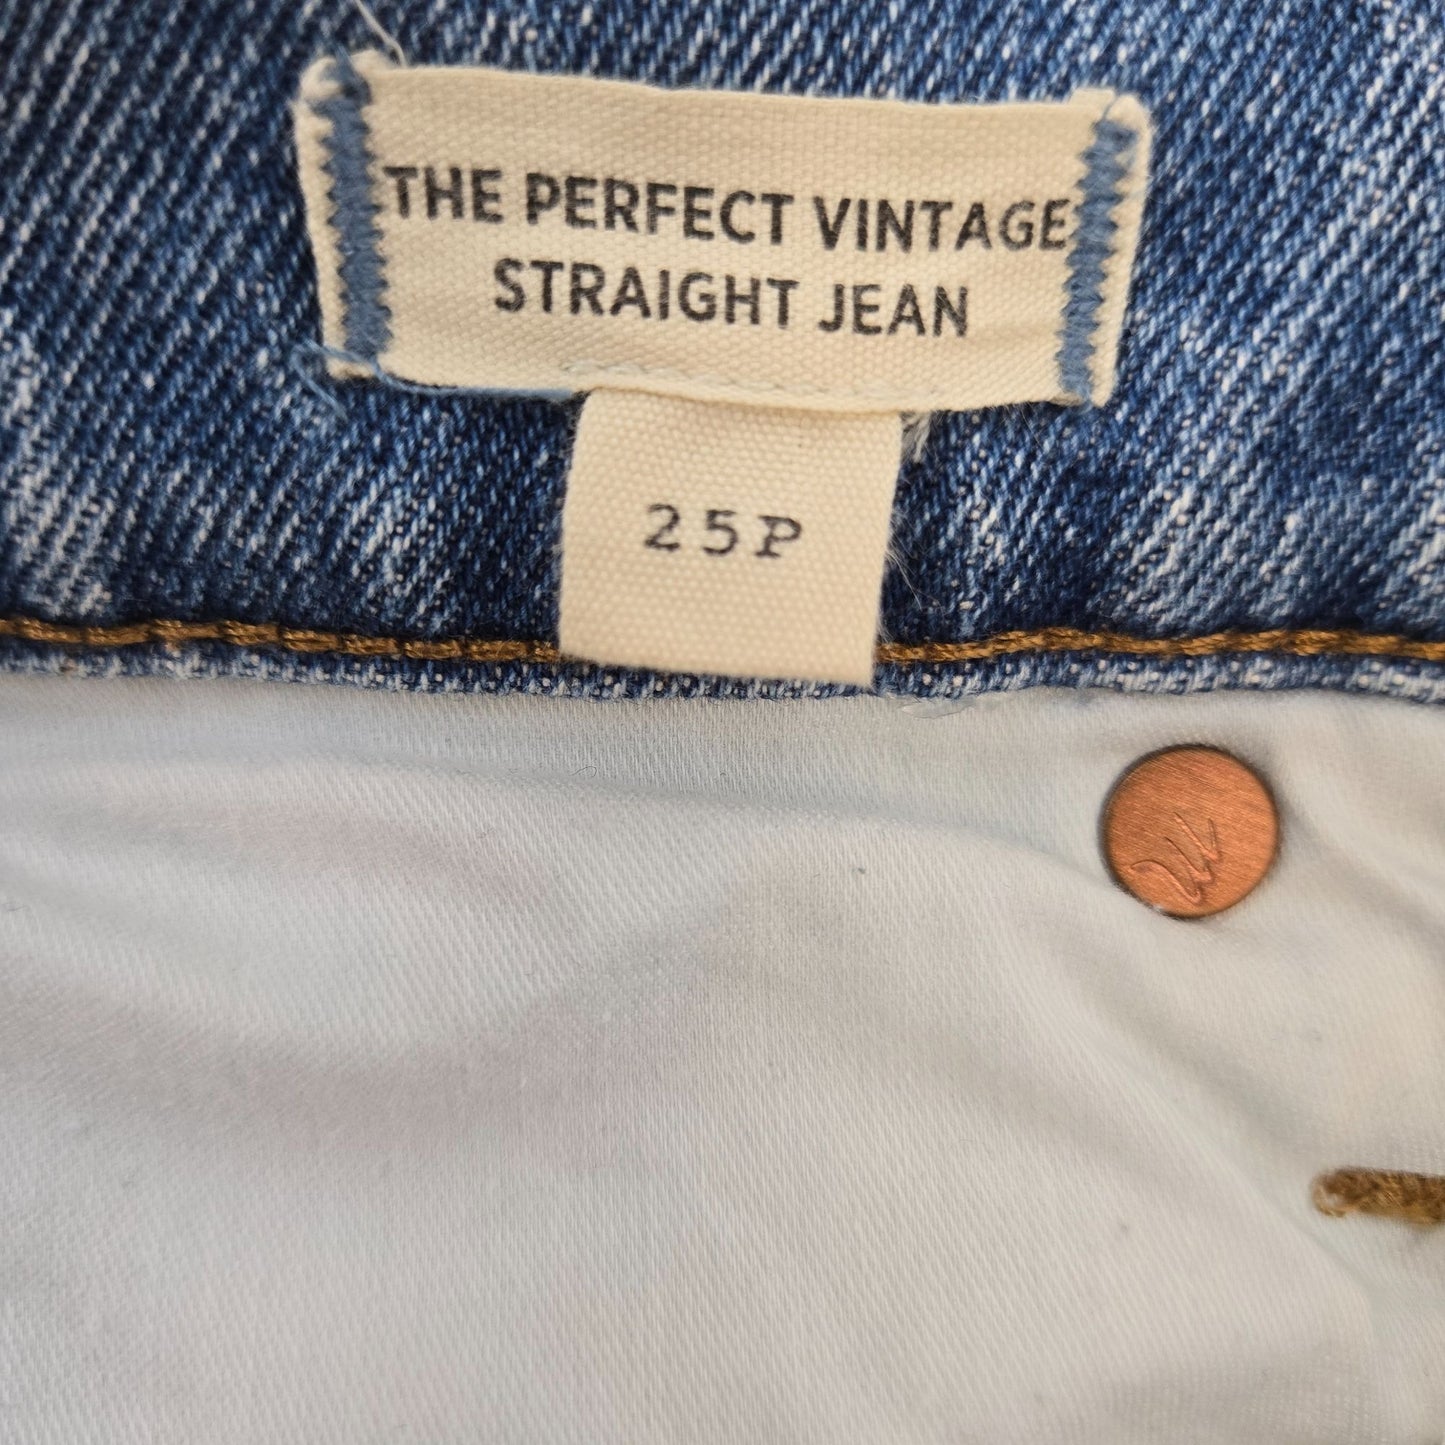 THE PERFECT VINTAGE
STRAIGHT JEAN
25P